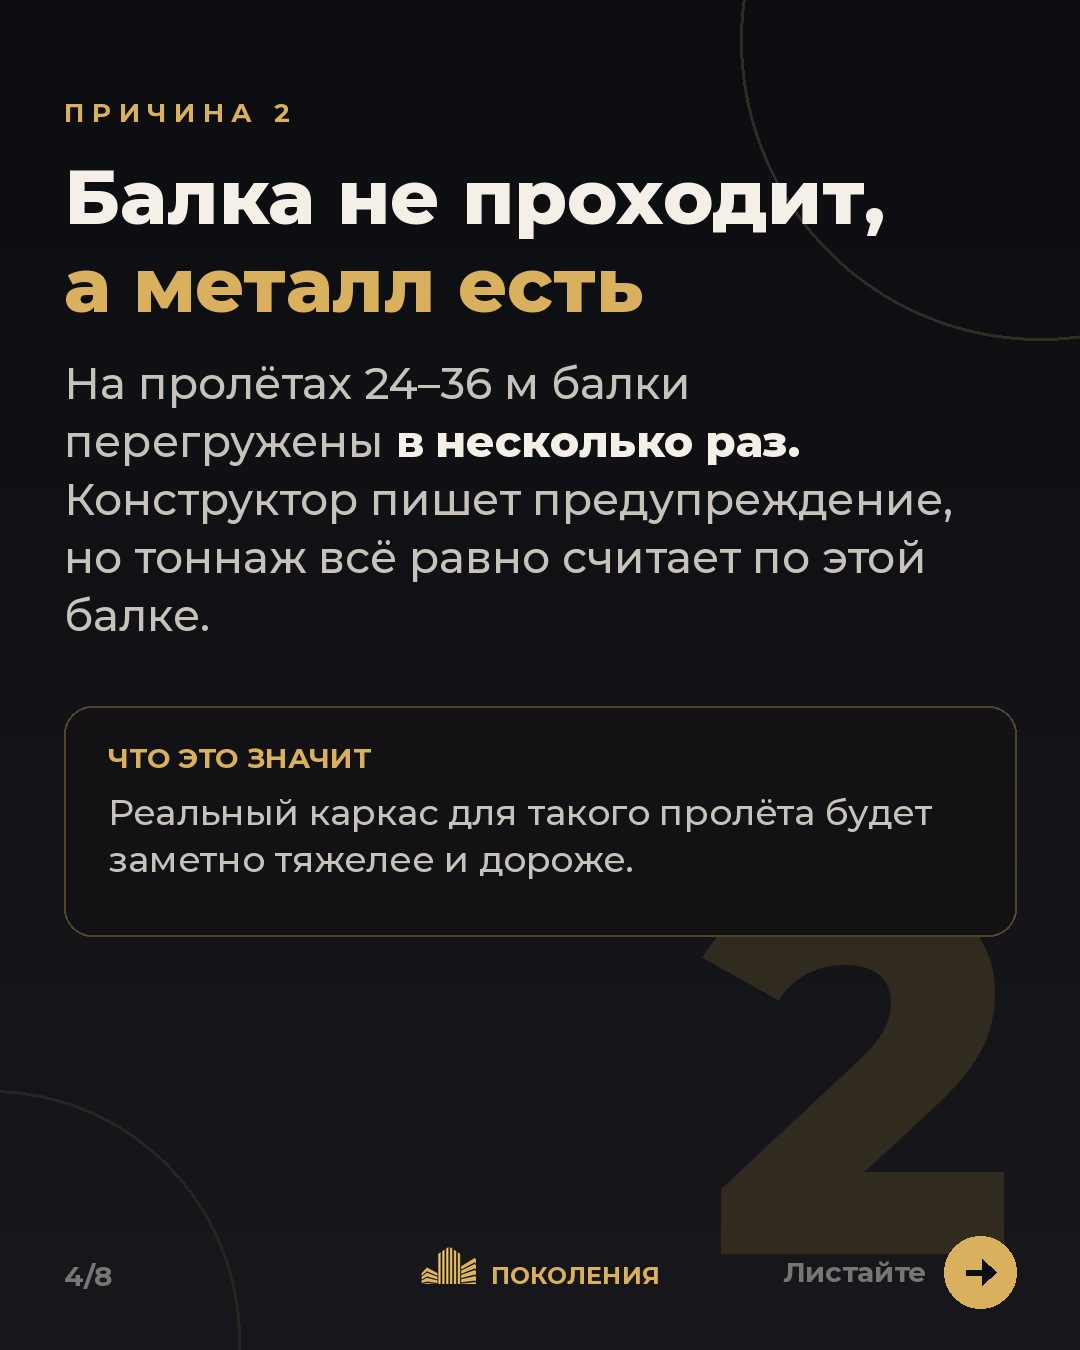 ПРИЧИНА 2
Балка не проходит,
а металл есть
На пролётах 24–36 м балки
перегружены в несколько раз.
Конструктор пишет предупреждение,
но тоннаж всё равно считает по этой
балке.
ЧТО ЭТО ЗНАЧИТ
Реальный каркас для такого пролёта будет
заметно тяжелее и дороже.
2
4/8
ПОКОЛЕНИЯ
Листайте